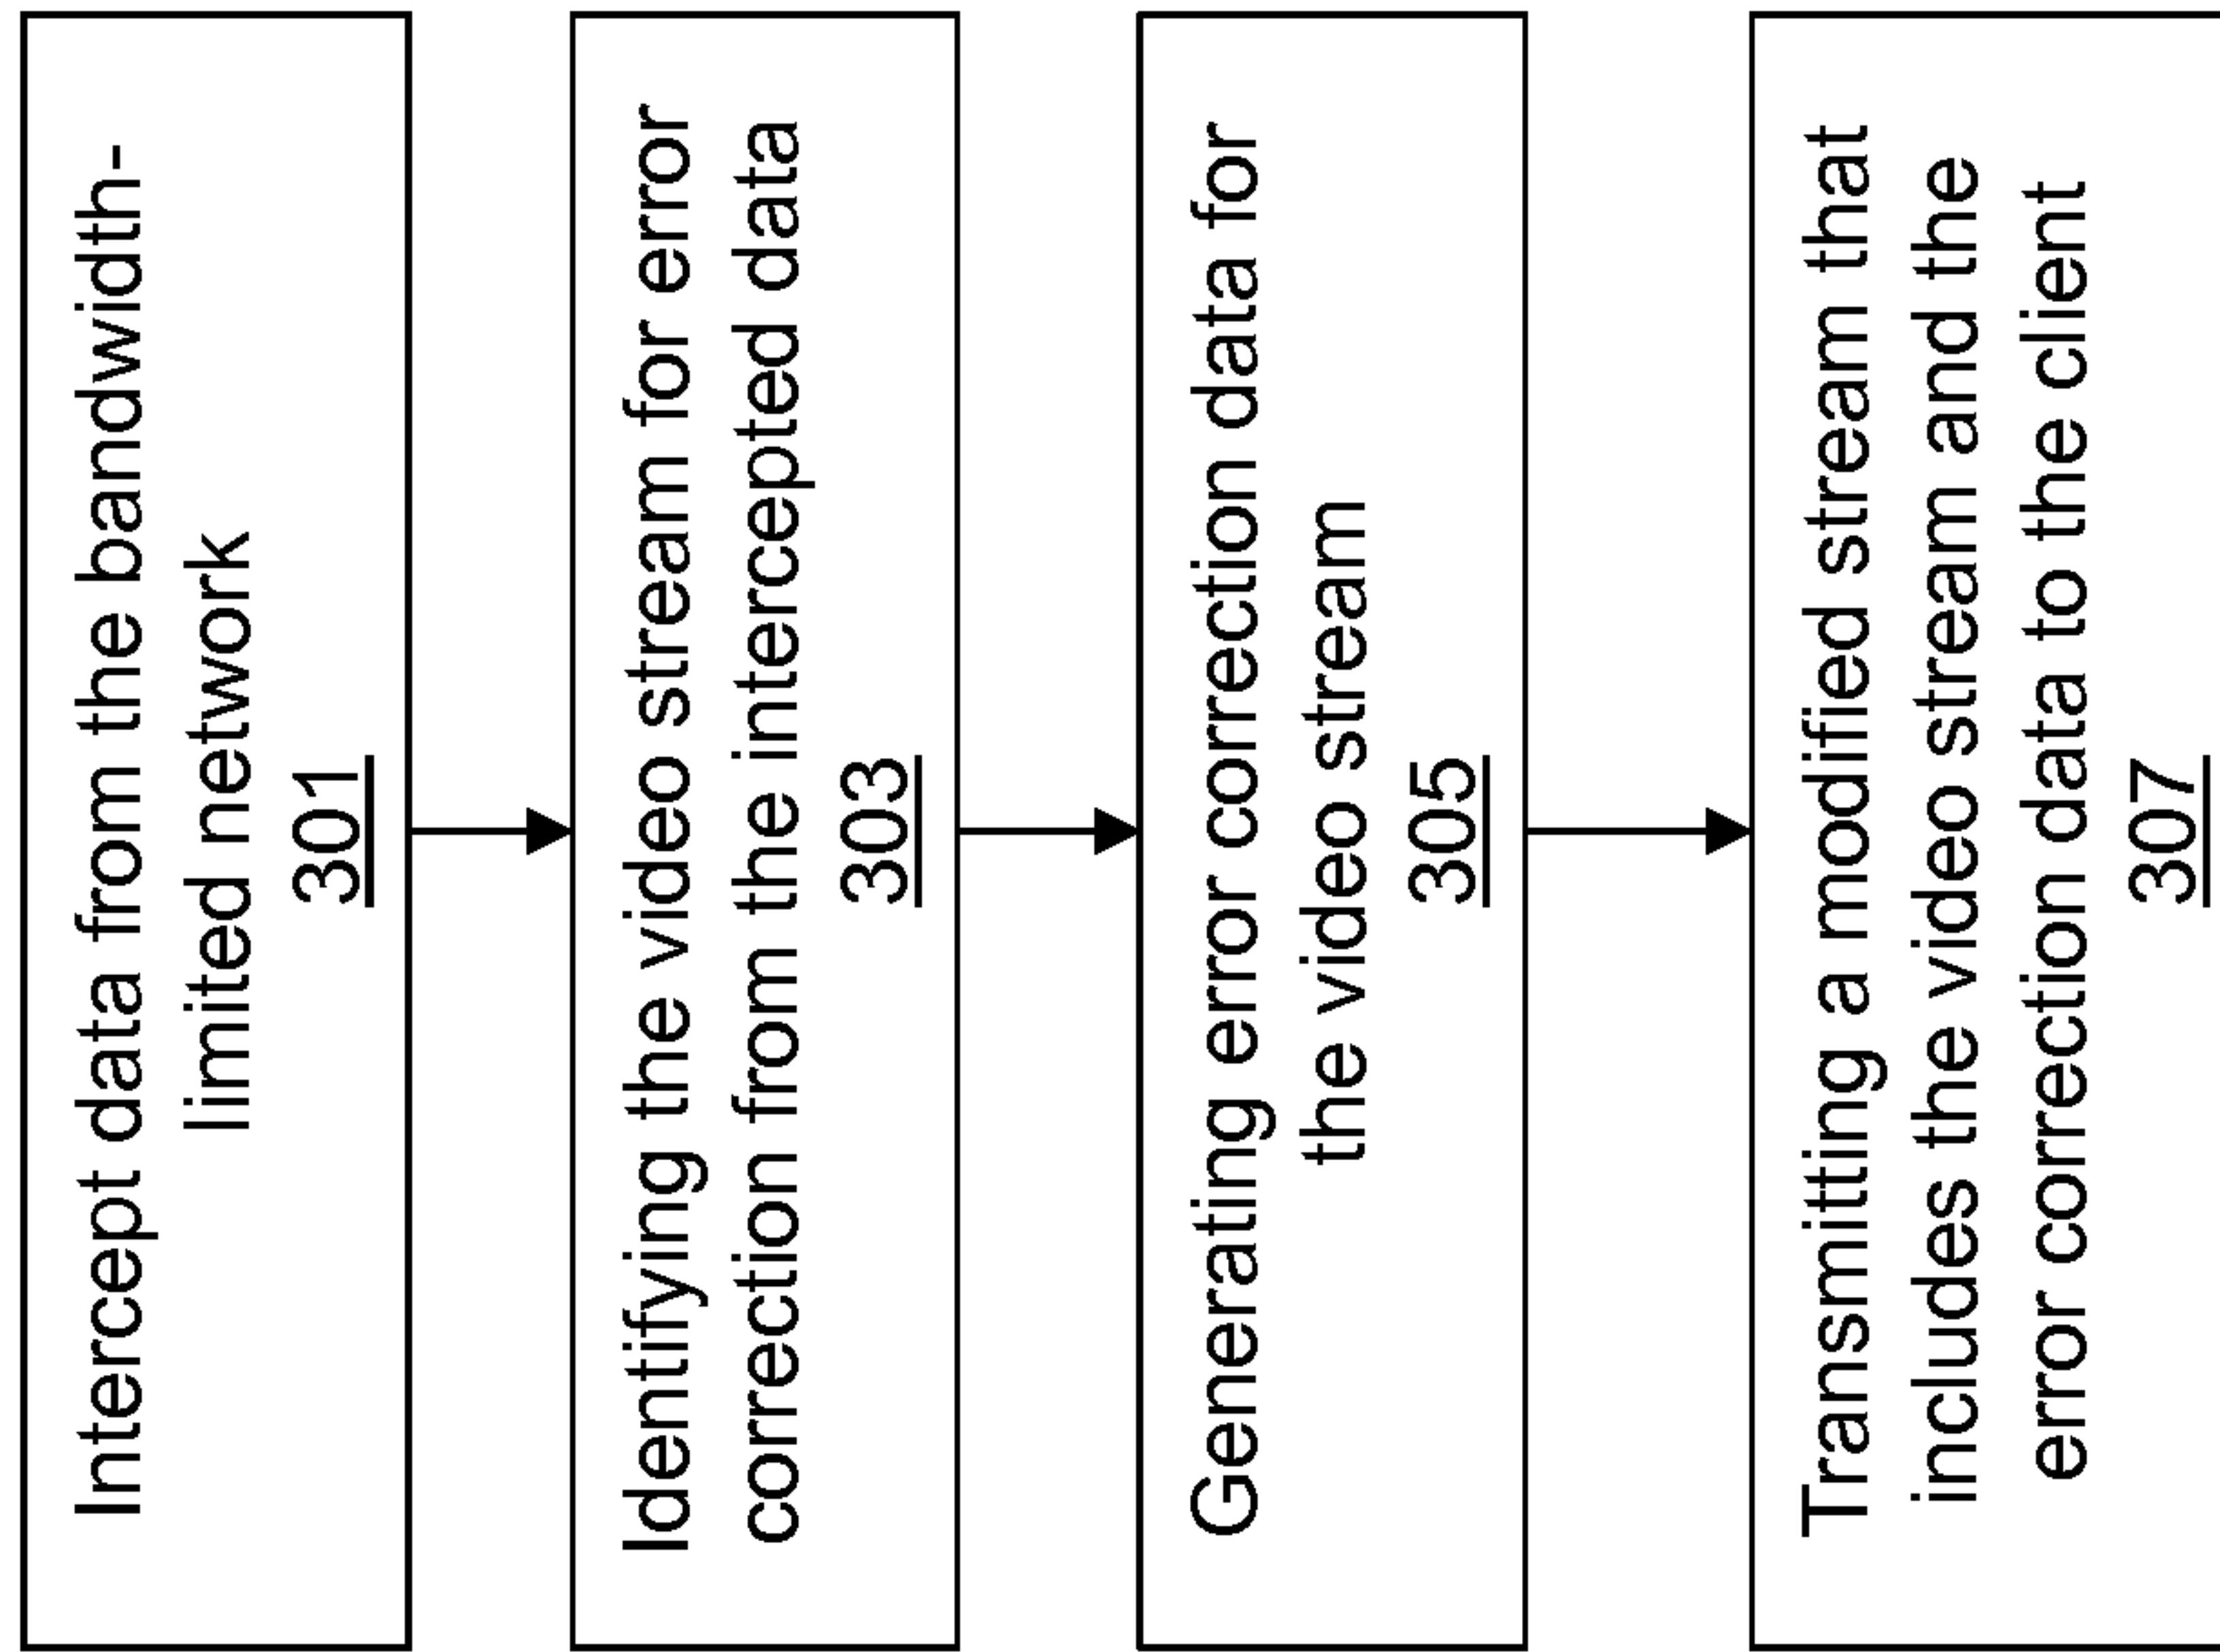 Intercept data from the bandwidth-
limited network
301
Identifying the video stream for error
correction from the intercepted data
303
Generating error correction data for
the video stream
305
Transmitting a modified stream that
includes the video stream and the
error correction data to the client
307